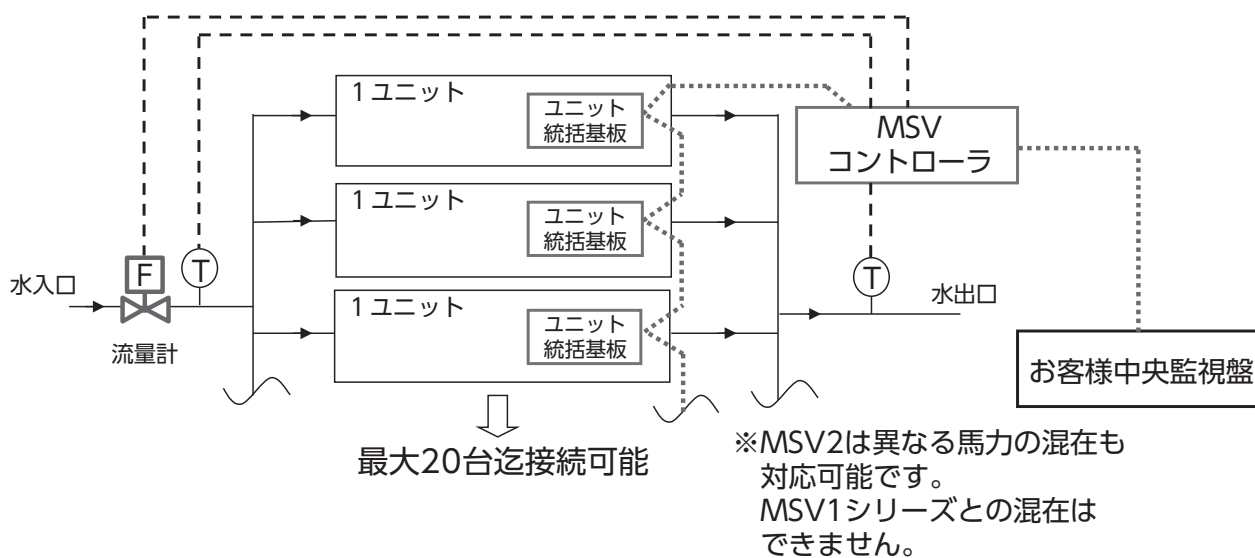 1 ユニット
ユニット
統括基板
MSV
コントローラ
1 ユニット
ユニット
統括基板
F
T
水入口
流量計
1 ユニット
ユニット
統括基板
T
水出口
お客様中央監視盤
最大20台迄接続可能
※MSV2は異なる馬力の混在も
対応可能です。
MSV1シリーズとの混在は
できません。